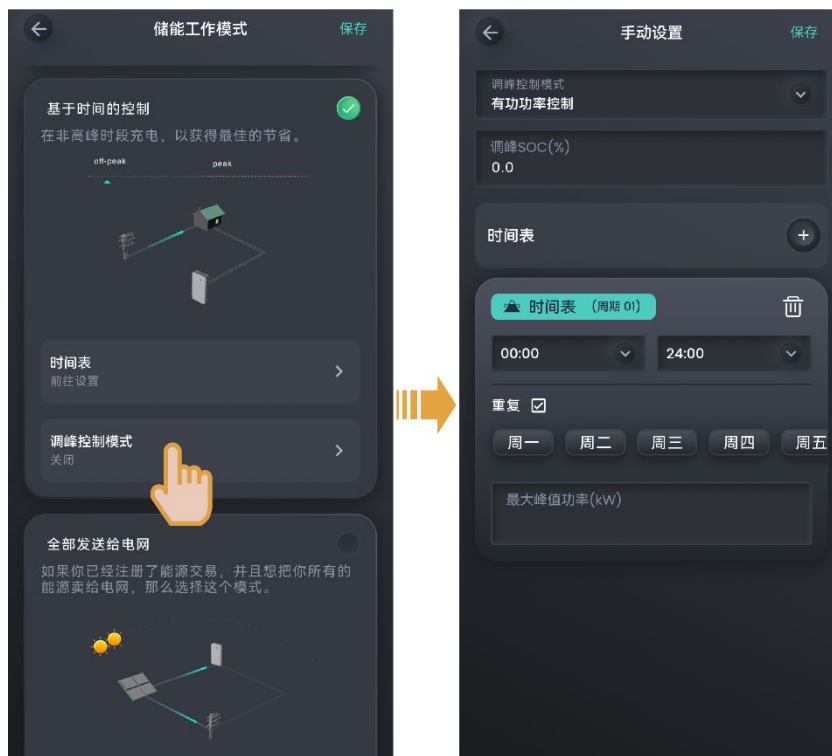 储能工作模式
保存
基于时间的控制
在非高峰时段充电，以获得最佳的节省。
off-peak
peak
时间表
前往设置
调峰控制模式
关闭
全部发送给电网
如果你已经注册了能源交易，并且想把你所有的
能源卖给电网，那么选择这个模式。
手动设置
保存
调峰控制模式
有功功率控制
调峰SOC(%)
0.0
时间表
时间表 (周期 01)
00:00
24:00
重复
周一 周二 周三 周四 周五
最大峰值功率(kW)